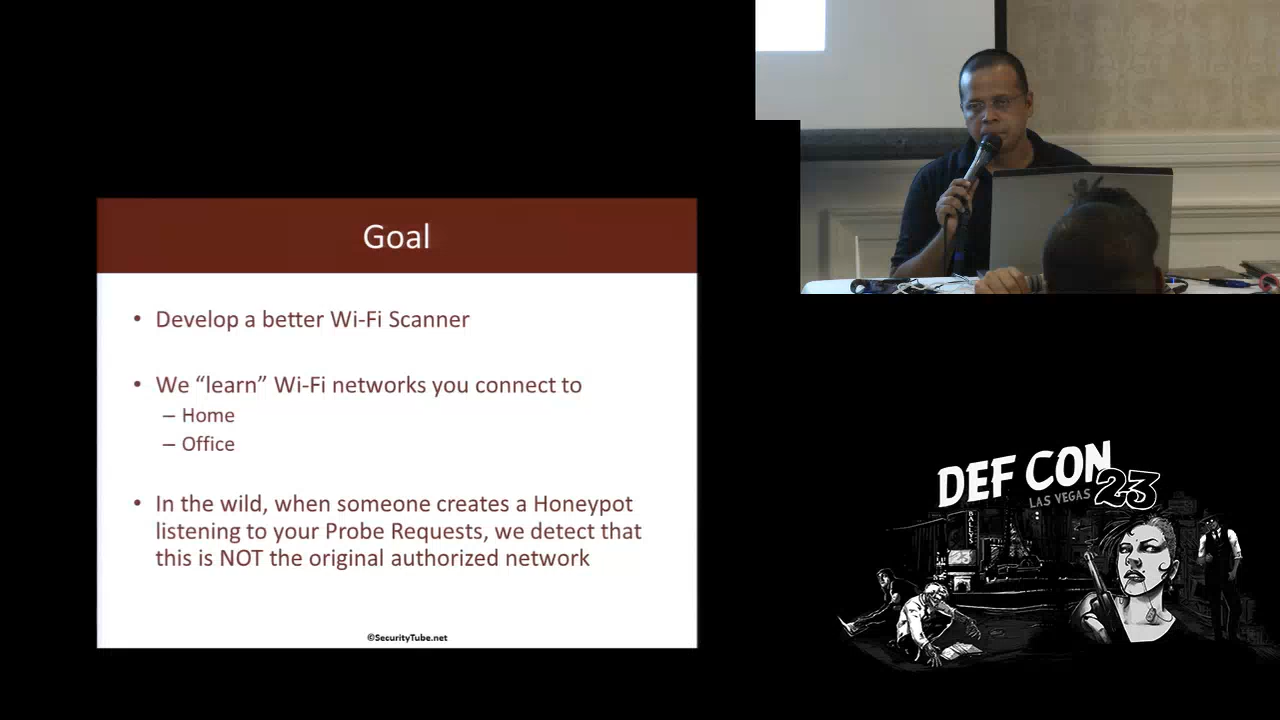 Goal
• Develop a better Wi-Fi Scanner
• We “learn” Wi-Fi networks you connect to
– Home
– Office
• In the wild, when someone creates a Honeypot
listening to your Probe Requests, we detect that
this is NOT the original authorized network
©SecurityTube.net
DEF CON
LAS VEGAS 23
BALLY'S